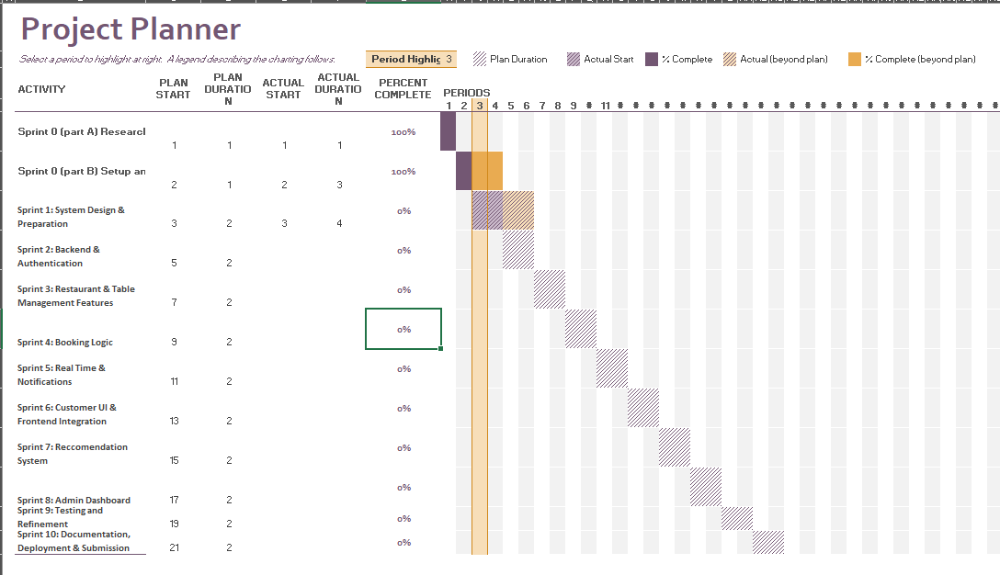 Project Planner
Select a period to highlight at right. A legend describing the charting follows.
Period Highlig 3
Plan Duration
Actual Start
% Complete
Actual (beyond plan)
% Complete (beyond plan)
ACTIVITY
PLAN
START
PLAN
DURATIO
N
ACTUAL
START
ACTUAL
DURATIO
N
PERCENT
COMPLETE
PERIODS
1 2 3 4 5 6 7 8 9 # 11 # # # # # # # # # # # # # # # # # # # # # # # # #
Sprint 0 (part A) Research
1 1 1 1 100%
Sprint 0 (part B) Setup an
2 1 2 3 100%
Sprint 1: System Design &
Preparation
3 2 3 4 0%
Sprint 2: Backend &
Authentication
5 2 0%
Sprint 3: Restaurant & Table
Management Features
7 2 0%
Sprint 4: Booking Logic
9 2 0%
Sprint 5: Real Time &
Notifications
11 2 0%
Sprint 6: Customer UI &
Frontend Integration
13 2 0%
Sprint 7: Reccomendation
System
15 2 0%
Sprint 8: Admin Dashboard
17 2 0%
Sprint 9: Testing and
Refinement
19 2 0%
Sprint 10: Documentation,
Deployment & Submission
21 2 0%